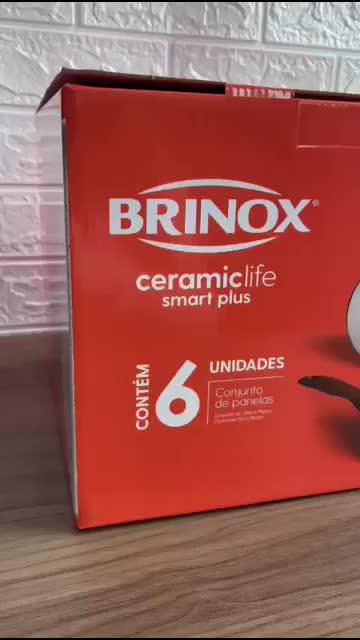 BRINOX®
ceramiclife
smart plus
CONTÉM
6
UNIDADES
Conjunto
de panelas